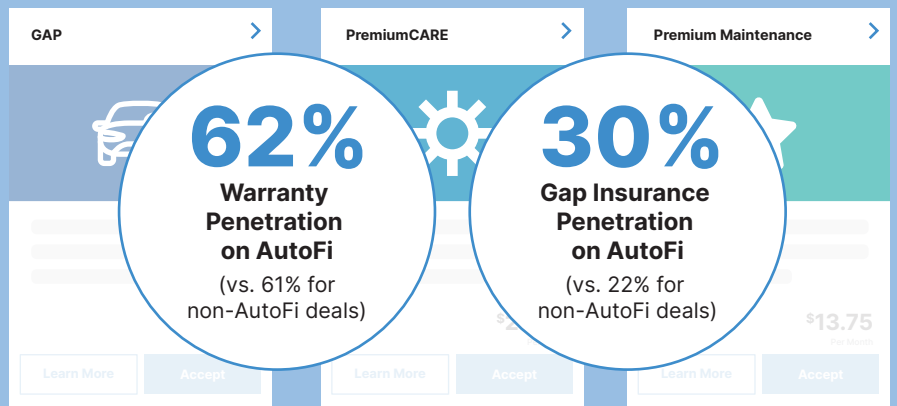 GAP
PremiumCARE
Premium Maintenance
62%
Warranty
Penetration
on AutoFi
(vs. 61% for
non-AutoFi deals)
30%
Gap Insurance
Penetration
on AutoFi
(vs. 22% for
non-AutoFi deals)
$2
$13.75
Per Month
Learn More
Accept
Learn More
Accept
Learn More
Accept